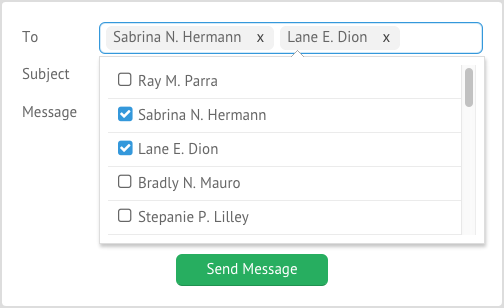 To Sabrina N. Hermann x Lane E. Dion x
Subject
Ray M. Parra
Message
Sabrina N. Hermann
Lane E. Dion
Bradly N. Mauro
Stepanie P. Lilley
Send Message